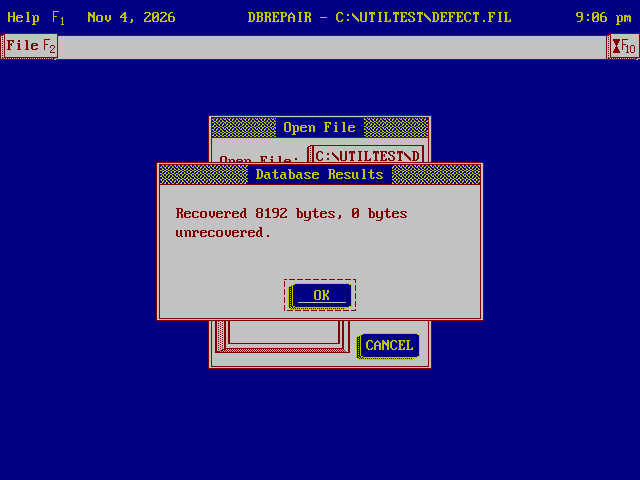 Help F1 Nov 4, 2026 DBREPAIR - C:\UTILTEST\DEFECT.FIL 9:06 pm
File F2 F10
Open File
Open File: C:\UTILTEST\D
Database Results
Recovered 8192 bytes, 0 bytes
unrecovered.
OK
CANCEL